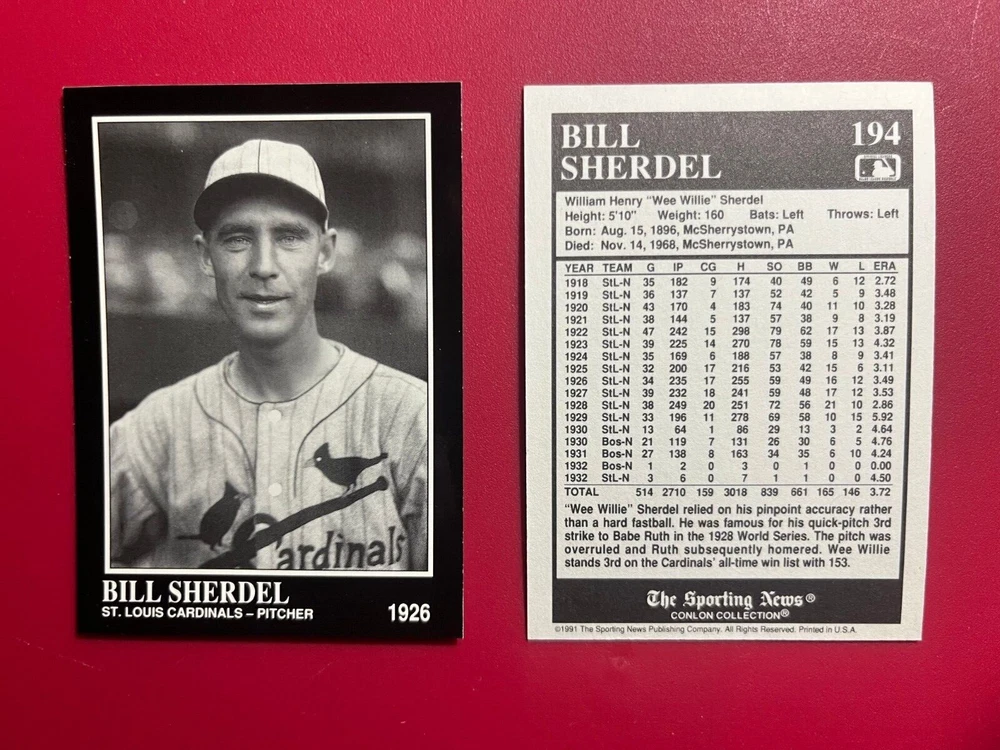 ardinals
BILL SHERDEL
ST. LOUIS CARDINALS – PITCHER
1926
BILL
SHERDEL
194
William Henry "Wee Willie" Sherdel
Height: 5'10" Weight: 160 Bats: Left Throws: Left
Born: Aug. 15, 1896, McSherrystown, PA
Died: Nov. 14, 1968, McSherrystown, PA
YEAR TEAM G IP CG H SO BB W L ERA
1918 StL-N 35 182 9 174 40 49 6 12 2.72
1919 StL-N 36 137 7 137 52 42 5 9 3.48
1920 StL-N 43 170 4 183 74 40 11 10 3.28
1921 StL-N 38 144 5 137 57 38 9 8 3.19
1922 StL-N 47 242 15 298 79 62 17 13 3.87
1923 StL-N 39 225 14 270 78 59 15 13 4.32
1924 StL-N 35 169 6 188 57 38 8 9 3.41
1925 StL-N 32 200 17 216 53 42 15 6 3.11
1926 StL-N 34 235 17 255 59 49 16 12 3.49
1927 StL-N 39 232 18 241 59 48 17 12 3.53
1928 StL-N 38 249 20 251 72 56 21 10 2.86
1929 StL-N 33 196 11 278 69 58 10 15 5.92
1930 StL-N 13 64 1 86 29 13 3 2 4.64
1930 Bos-N 21 119 7 131 26 30 6 5 4.76
1931 Bos-N 27 138 8 163 34 35 6 10 4.24
1932 Bos-N 1 2 0 3 0 1 0 0 0.00
1932 StL-N 3 6 0 7 1 1 0 0 4.50
TOTAL 514 2710 159 3018 839 661 165 146 3.72
"Wee Willie" Sherdel relied on his pinpoint accuracy rather
than a hard fastball. He was famous for his quick-pitch 3rd
strike to Babe Ruth in the 1928 World Series. The pitch was
overruled and Ruth subsequently homered. Wee Willie
stands 3rd on the Cardinals' all-time win list with 153.
The Sporting News®
CONLON COLLECTION®
©1991 The Sporting News Publishing Company. All Rights Reserved. Printed in U.S.A.